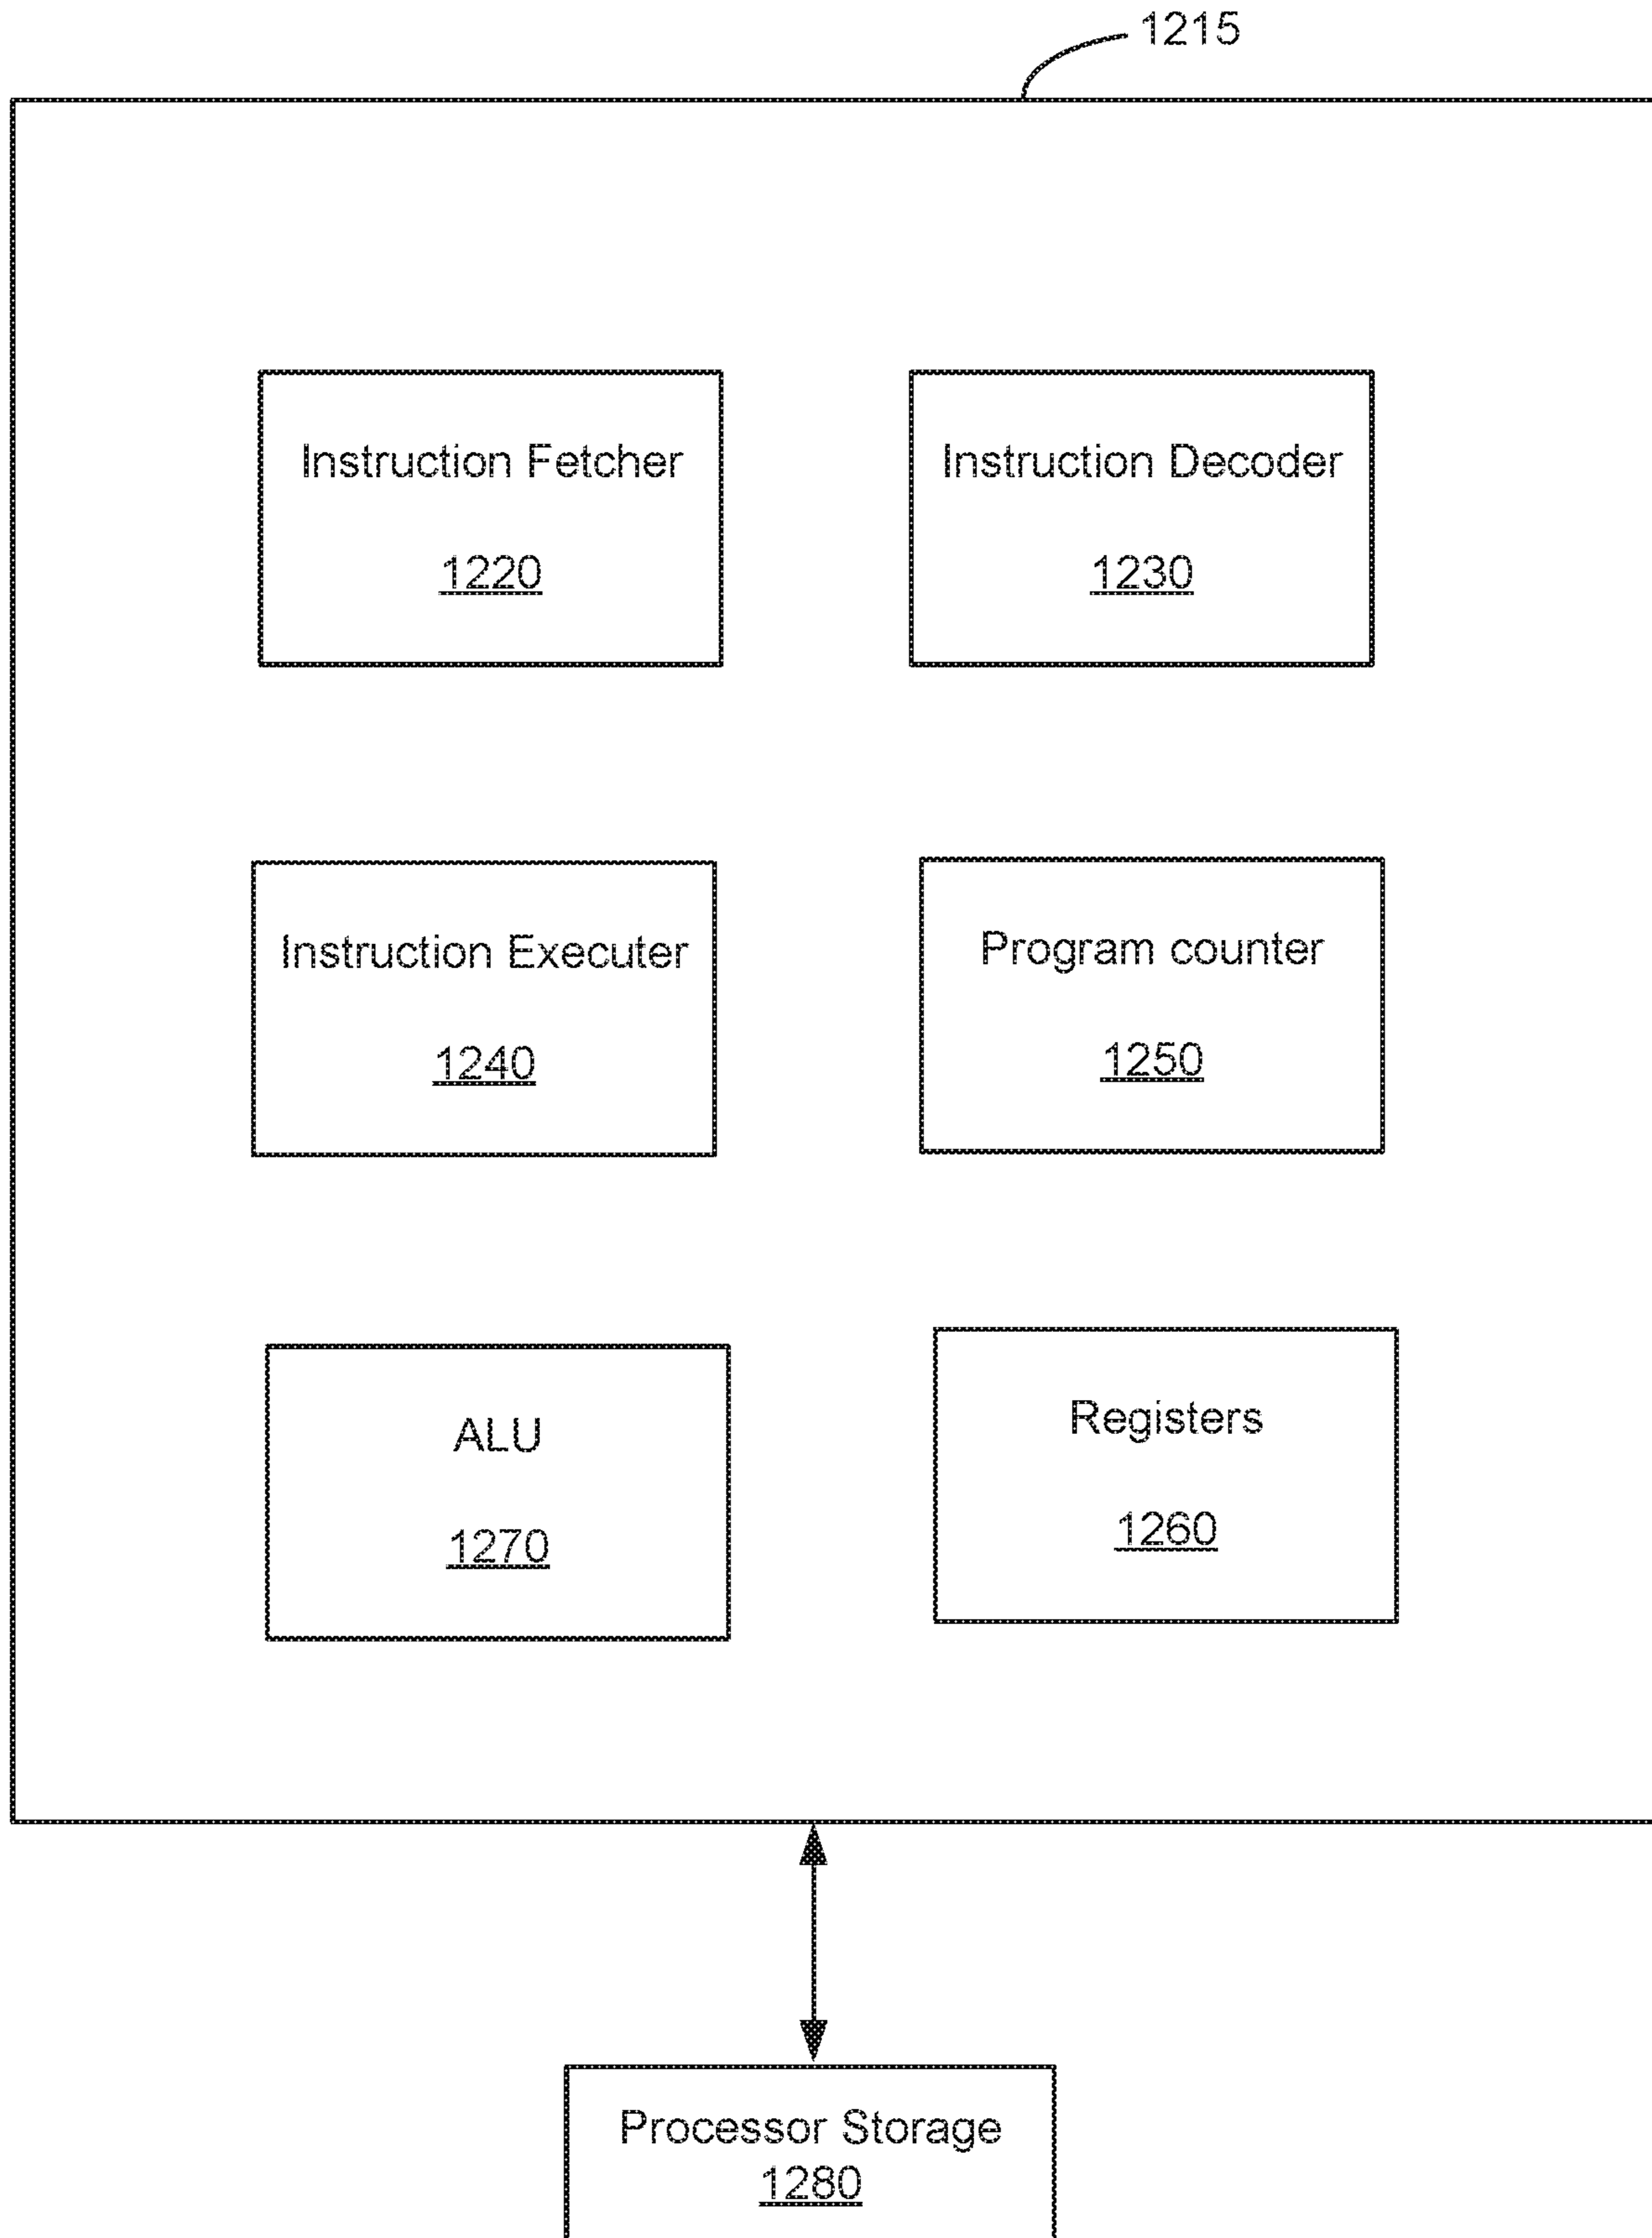 1215
Instruction Fetcher
1220
Instruction Decoder
1230
Instruction Executer
1240
Program counter
1250
ALU
1270
Registers
1260
Processor Storage
1280